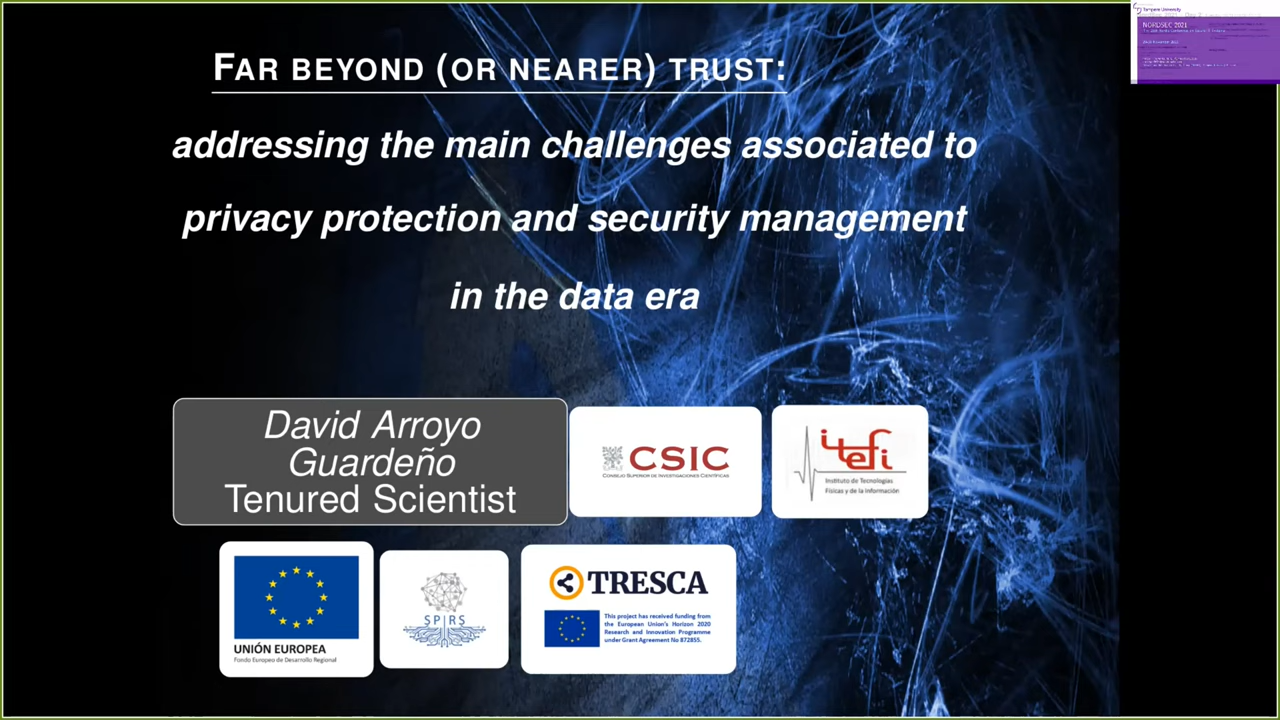 FAR BEYOND (OR NEARER) TRUST:
addressing the main challenges associated to
privacy protection and security management
in the data era
David Arroyo
Guardeño
Tenured Scientist
CSIC
CONSEJO SUPERIOR DE INVESTIGACIONES CIENTÍFICAS
itefi
Instituto de Tecnologías
Físicas y de la Información
UNIÓN EUROPEA
Fondo Europeo de Desarrollo Regional
SPIRS
TRESCA
This project has received funding from
the European Union's Horizon 2020
Research and Innovation Programme
under Grant Agreement No 872855.
Tampere University
NORDSEC 2021